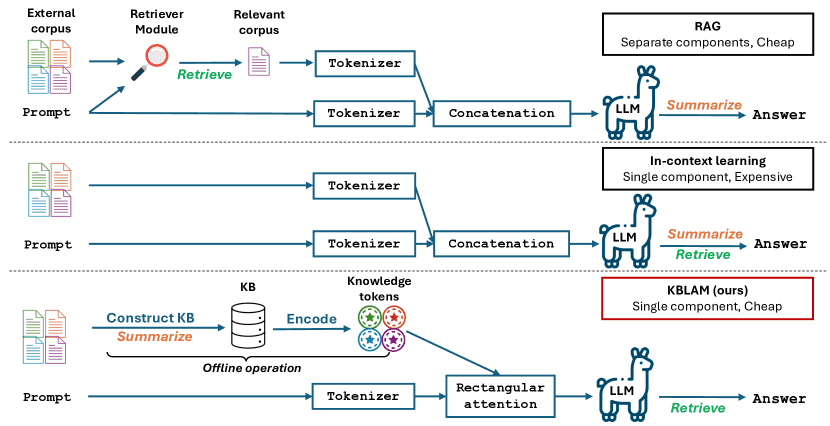 External
corpus
Retriever
Module
Relevant
corpus
Retrieve
Tokenizer
RAG
Separate components, Cheap
Prompt
Tokenizer
Concatenation
LLM
Summarize
Answer
In-context learning
Single component, Expensive
Tokenizer
Prompt
Tokenizer
Concatenation
LLM
Summarize
Retrieve
Answer
KB
Knowledge
tokens
KBLAM (ours)
Single component, Cheap
Construct KB
Summarize
Encode
Offline operation
Prompt
Tokenizer
Rectangular
attention
LLM
Retrieve
Answer